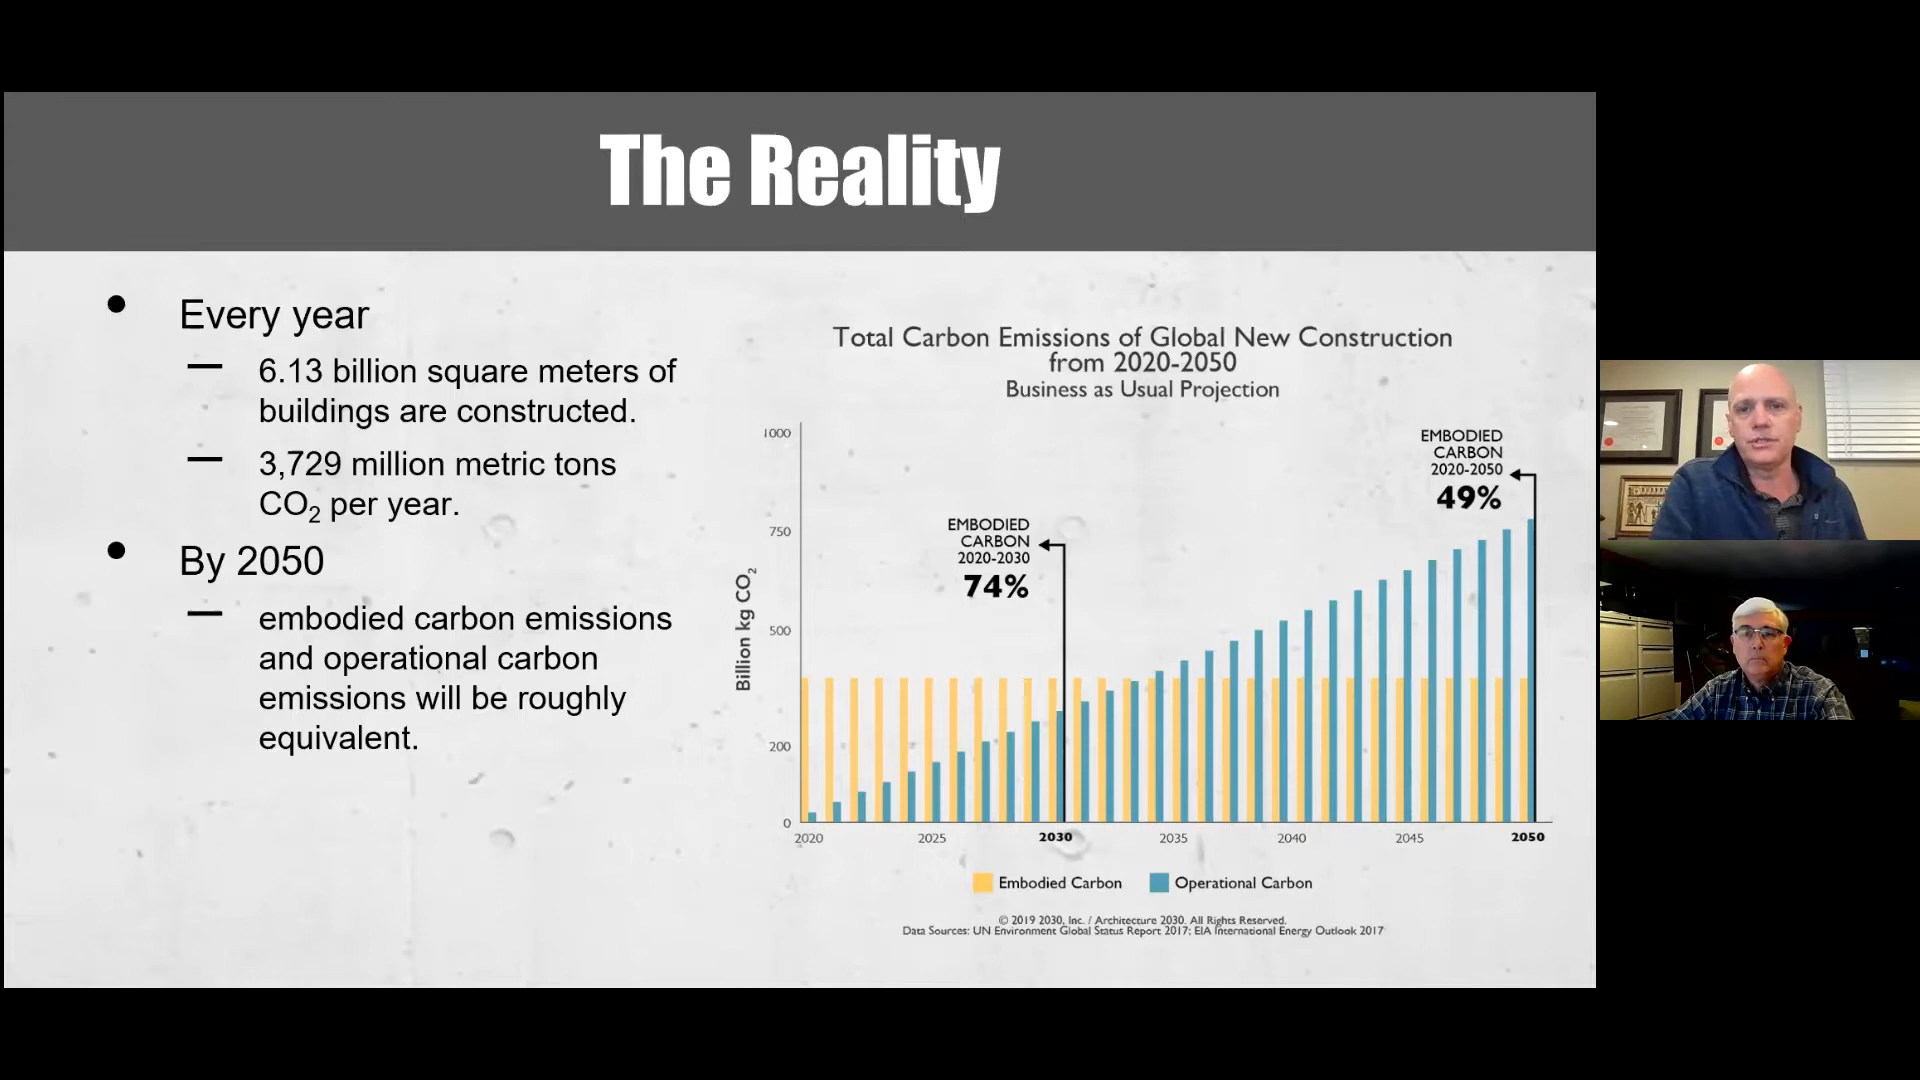 The Reality
• Every year
— 6.13 billion square meters of
buildings are constructed.
— 3,729 million metric tons
CO₂ per year.
• By 2050
— embodied carbon emissions
and operational carbon
emissions will be roughly
equivalent.
Total Carbon Emissions of Global New Construction
from 2020-2050
Business as Usual Projection
Billion kg CO₂
1000
750
500
200
0
EMBODIED
CARBON
2020-2030
74%
EMBODIED
CARBON
2020-2050
49%
2020 2025 2030 2035 2040 2045 2050
Embodied Carbon Operational Carbon
© 2019 2030, Inc. / Architecture 2030. All Rights Reserved.
Data Sources: UN Environment Global Status Report 2017; EIA International Energy Outlook 2017